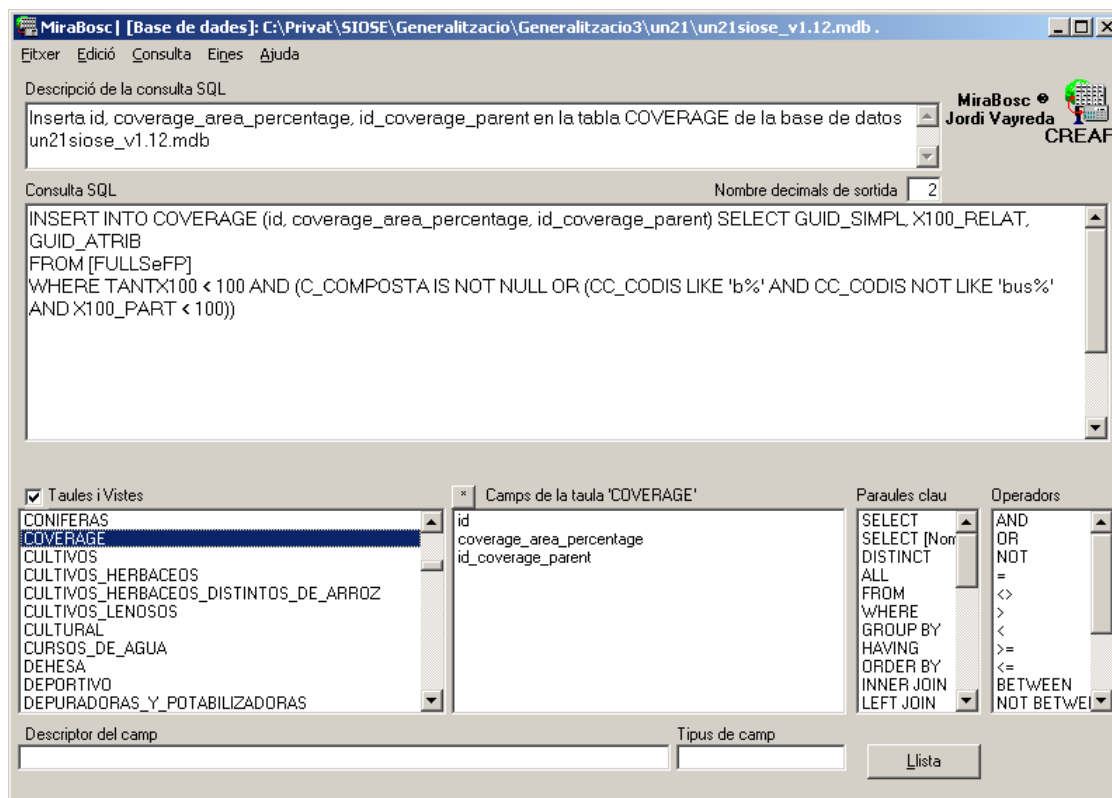 MiraBosc| [Base de dades]: C:\Privat\SIOSE\Generalitzacio\Generalitzacio3\un21\un21siose_v1.12.mdb .
Fitxer Edició Consulta Eines Ajuda
Descripció de la consulta SQL
Inserta id, coverage_area_percentage, id_coverage_parent en la tabla COVERAGE de la base de datos
un21siose_v1.12.mdb
MiraBosc ®
Jordi Vayreda
CREAF
Consulta SQL
Nombre decimals de sortida 2
INSERT INTO COVERAGE (id, coverage_area_percentage, id_coverage_parent) SELECT GUID_SIMPL, X100_RELAT,
GUID_ATRIB
FROM [FULLSeFP]
WHERE TANTX100 < 100 AND (C_COMPOSTA IS NOT NULL OR (CC_CODIS LIKE 'b%' AND CC_CODIS NOT LIKE 'bus%'
AND X100_PART < 100))
Taules i Vistes
CONIFERAS
COVERAGE
CULTIVOS
CULTIVOS_HERBACEOS
CULTIVOS_HERBACEOS_DISTINTOS_DE_ARROZ
CULTIVOS_LENOSOS
CULTURAL
CURSOS_DE_AGUA
DEHESA
DEPORTIVO
DEPURADORAS_Y_POTABILIZADORAS
* Camps de la taula 'COVERAGE'
id
coverage_area_percentage
id_coverage_parent
Paraules clau
SELECT
SELECT [Nom
DISTINCT
ALL
FROM
WHERE
GROUP BY
HAVING
ORDER BY
INNER JOIN
LEFT JOIN
Operadors
AND
OR
NOT
=
<>
>
<
>=
<=
BETWEEN
NOT BETWEE
Descriptor del camp
Tipus de camp
Llista